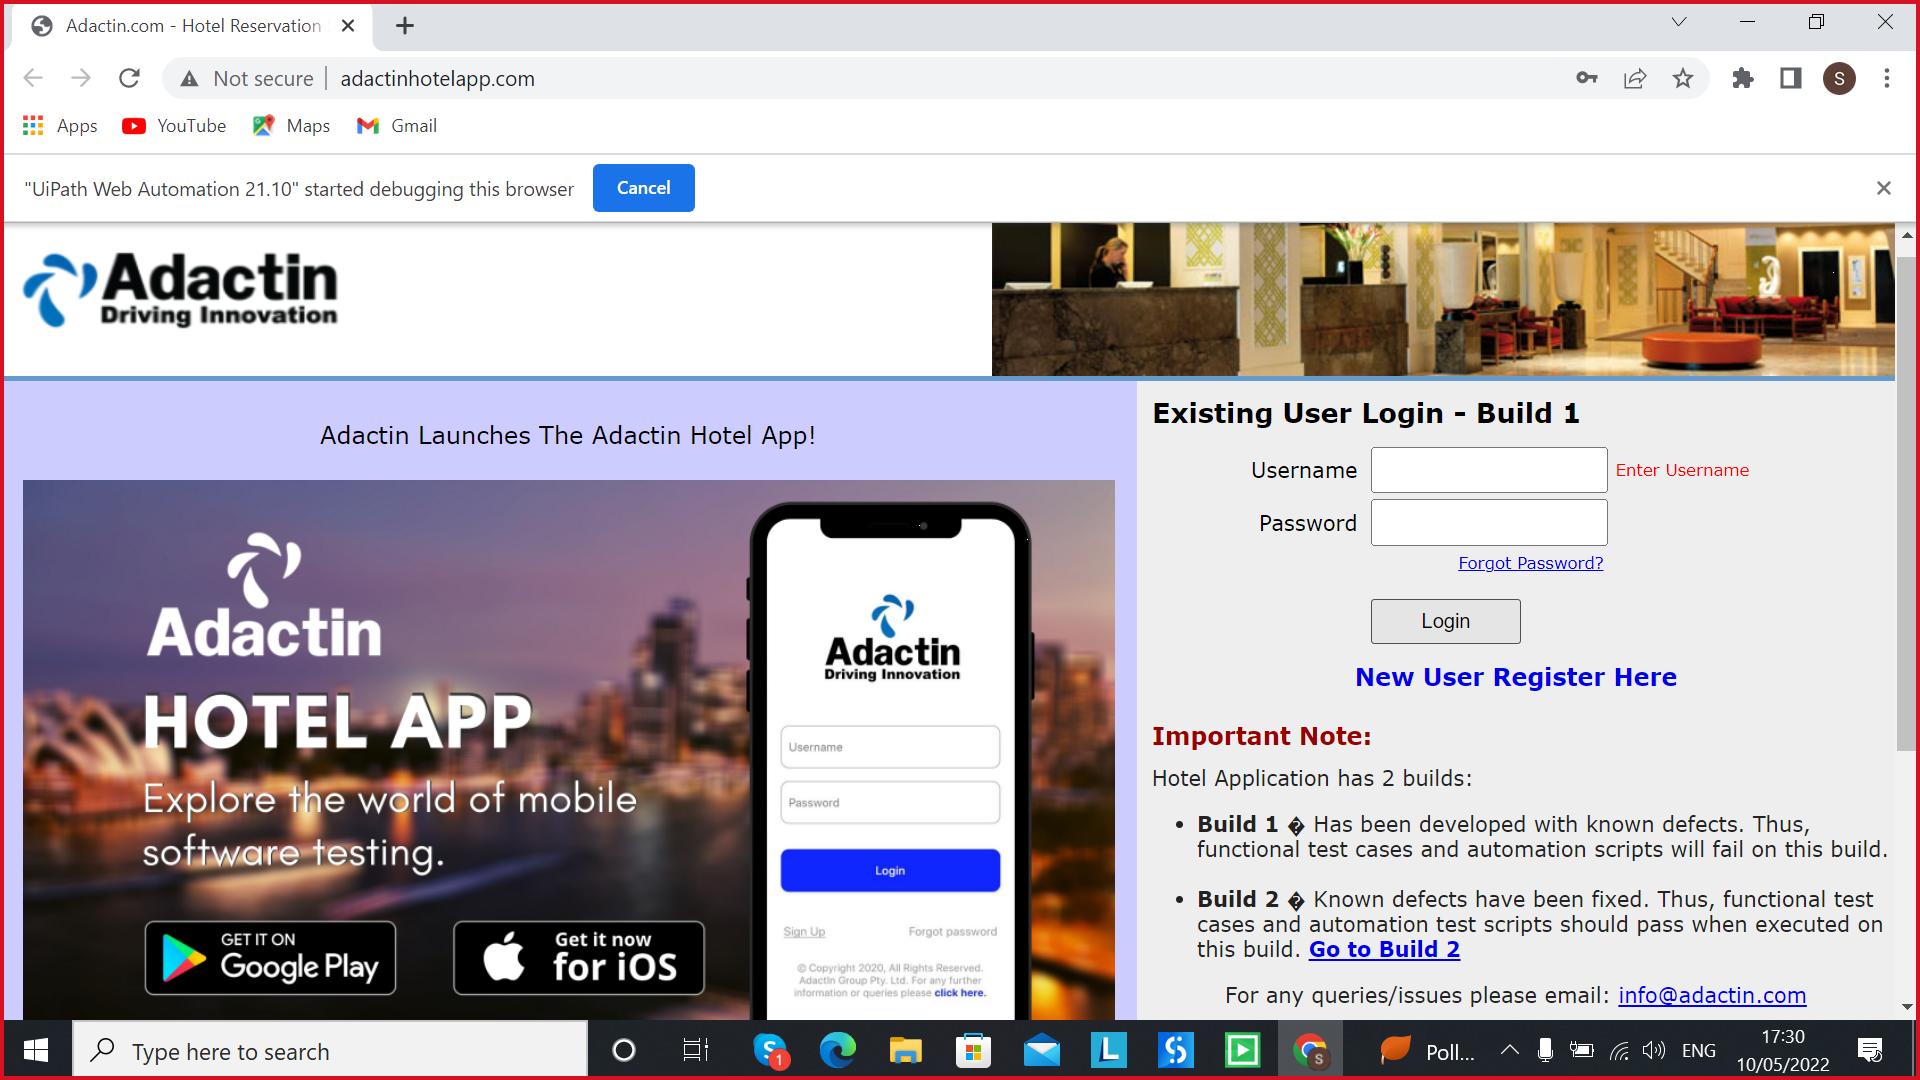 Adactin.com - Hotel Reservation
Not secure | adactinhotelapp.com
S
Apps YouTube Maps Gmail
"UiPath Web Automation 21.10" started debugging this browser Cancel
Adactin
Driving Innovation
Adactin Launches The Adactin Hotel App!
Adactin
HOTEL APP
Explore the world of mobile
software testing.
GET IT ON
Google Play
Get it now
for iOS
Adactin
Driving Innovation
Username
Password
Login
Sign Up Forgot password
© Copyright 2020, All Rights Reserved.
AdactIn Group Pty. Ltd. For any further
information or queries please click here.
Existing User Login - Build 1
Username Enter Username
Password
Forgot Password?
Login
New User Register Here
Important Note:
Hotel Application has 2 builds:
• Build 1 � Has been developed with known defects. Thus,
functional test cases and automation scripts will fail on this build.
• Build 2 � Known defects have been fixed. Thus, functional test
cases and automation test scripts should pass when executed on
this build. Go to Build 2
For any queries/issues please email: info@adactin.com
Type here to search
1
L
S
Poll...
ENG
17:30
10/05/2022